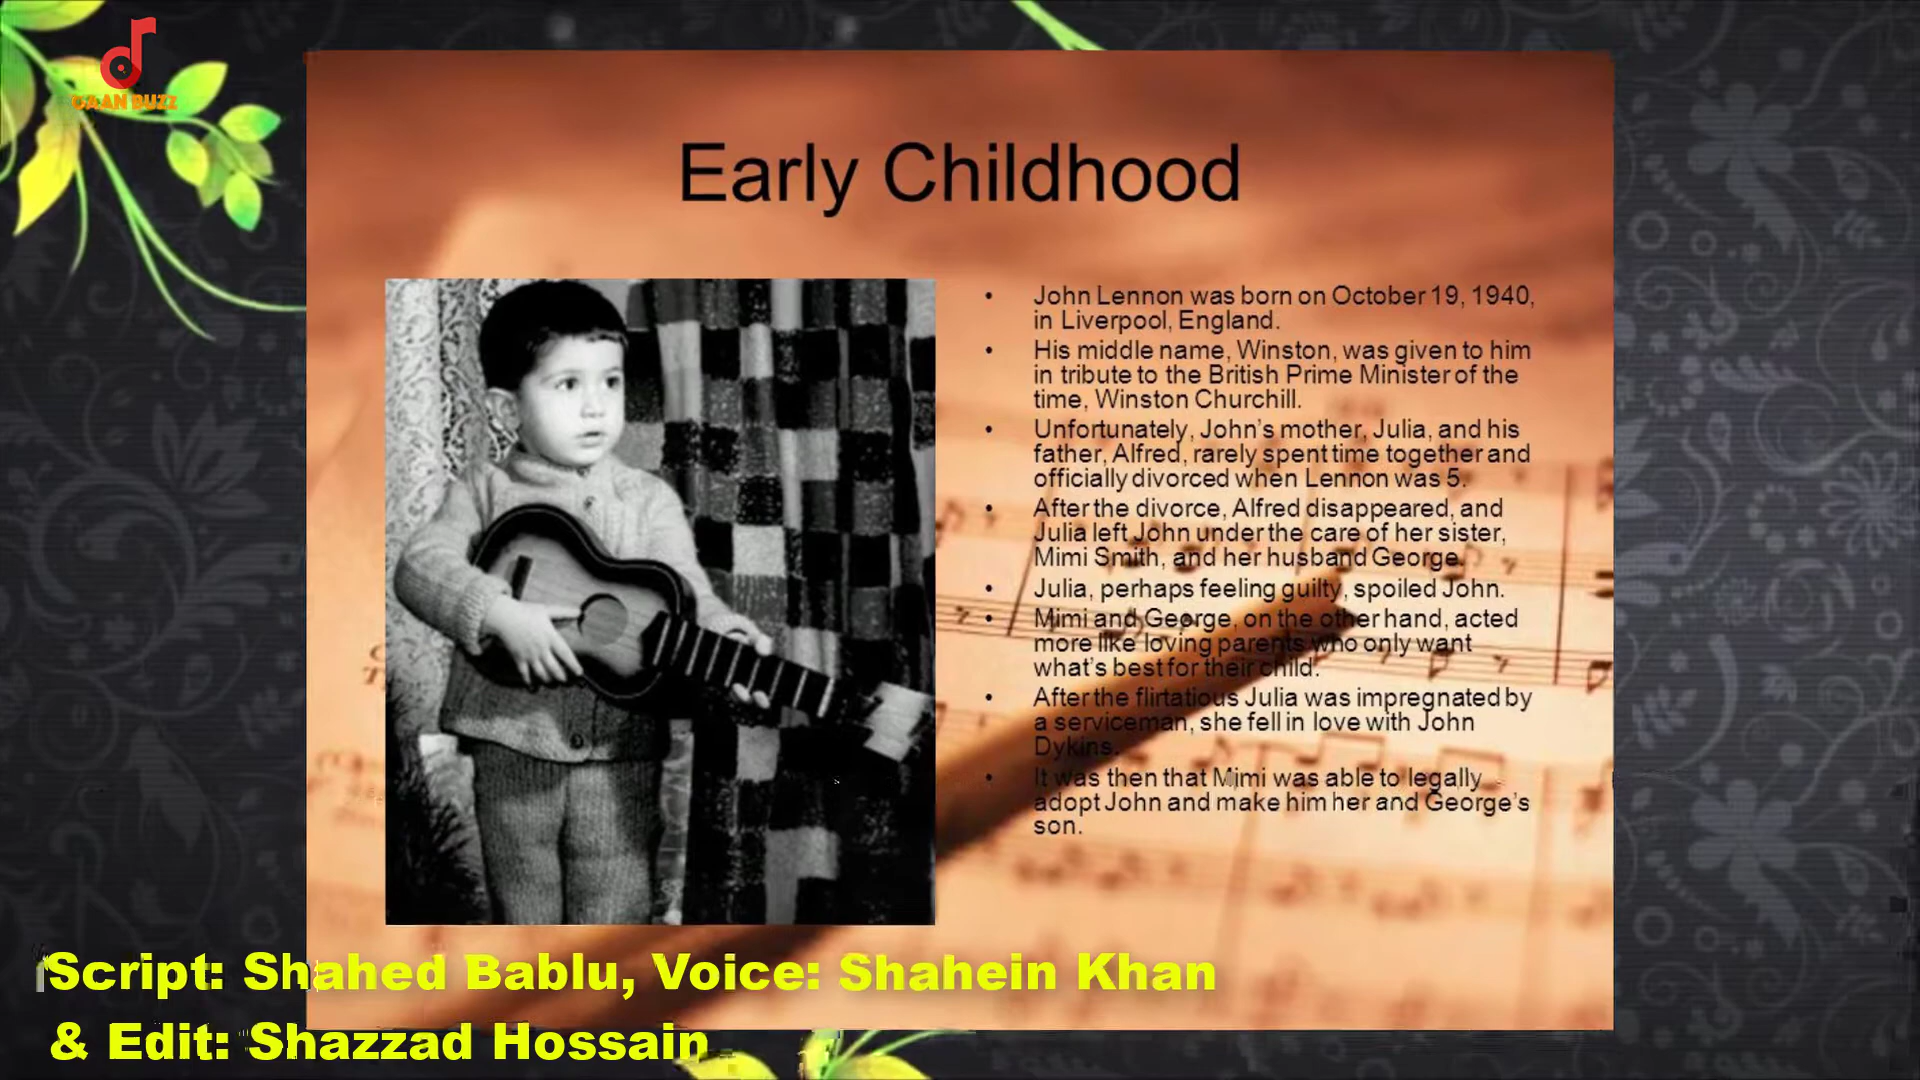 GAAN BUZZ
Early Childhood
• John Lennon was born on October 19, 1940,
in Liverpool, England.
• His middle name, Winston, was given to him
in tribute to the British Prime Minister of the
time, Winston Churchill.
• Unfortunately, John's mother, Julia, and his
father, Alfred, rarely spent time together and
officially divorced when Lennon was 5.
• After the divorce, Alfred disappeared, and
Julia left John under the care of her sister,
Mimi Smith, and her husband George.
• Julia, perhaps feeling guilty, spoiled John.
• Mimi and George, on the other hand, acted
more like loving parents who only want
what's best for their child.
• After the flirtatious Julia was impregnated by
a serviceman, she fell in love with John
Dykins.
• It was then that Mimi was able to legally
adopt John and make him her and George's
son.
Script: Shahed Bablu, Voice: Shahein Khan
& Edit: Shazzad Hossain